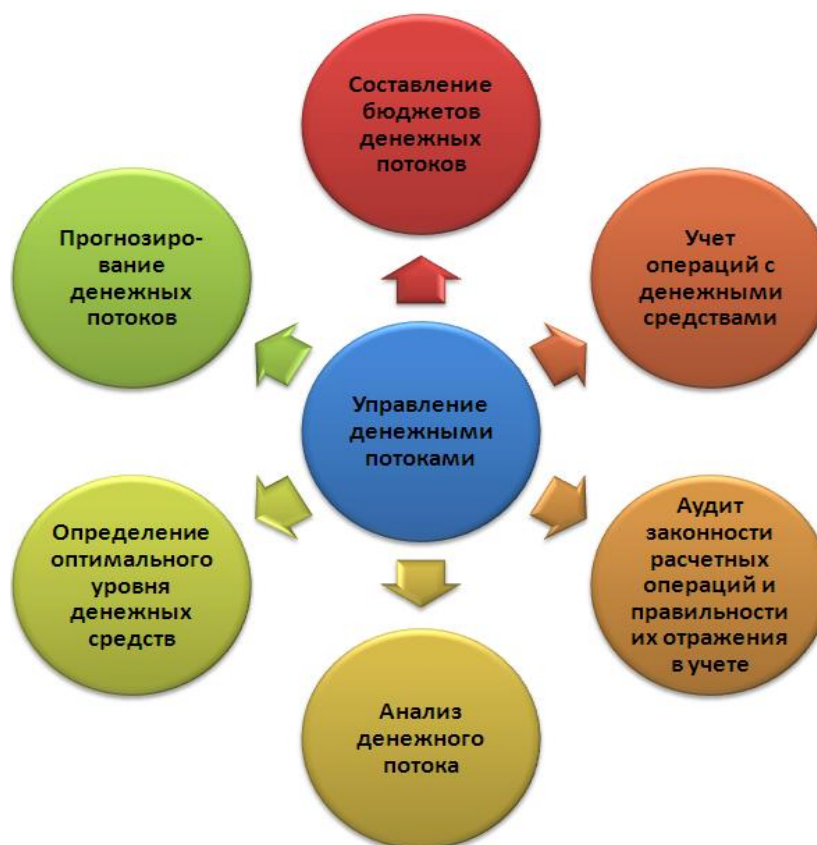 Составление
бюджетов
денежных
потоков
Учет
операций с
денежными
средствами
Аудит
законности
расчетных
операций и
правильности
их отражения
в учете
Анализ
денежного
потока
Определение
оптимального
уровня
денежных
средств
Прогнозиро-
вание
денежных
потоков
Управление
денежными
потоками